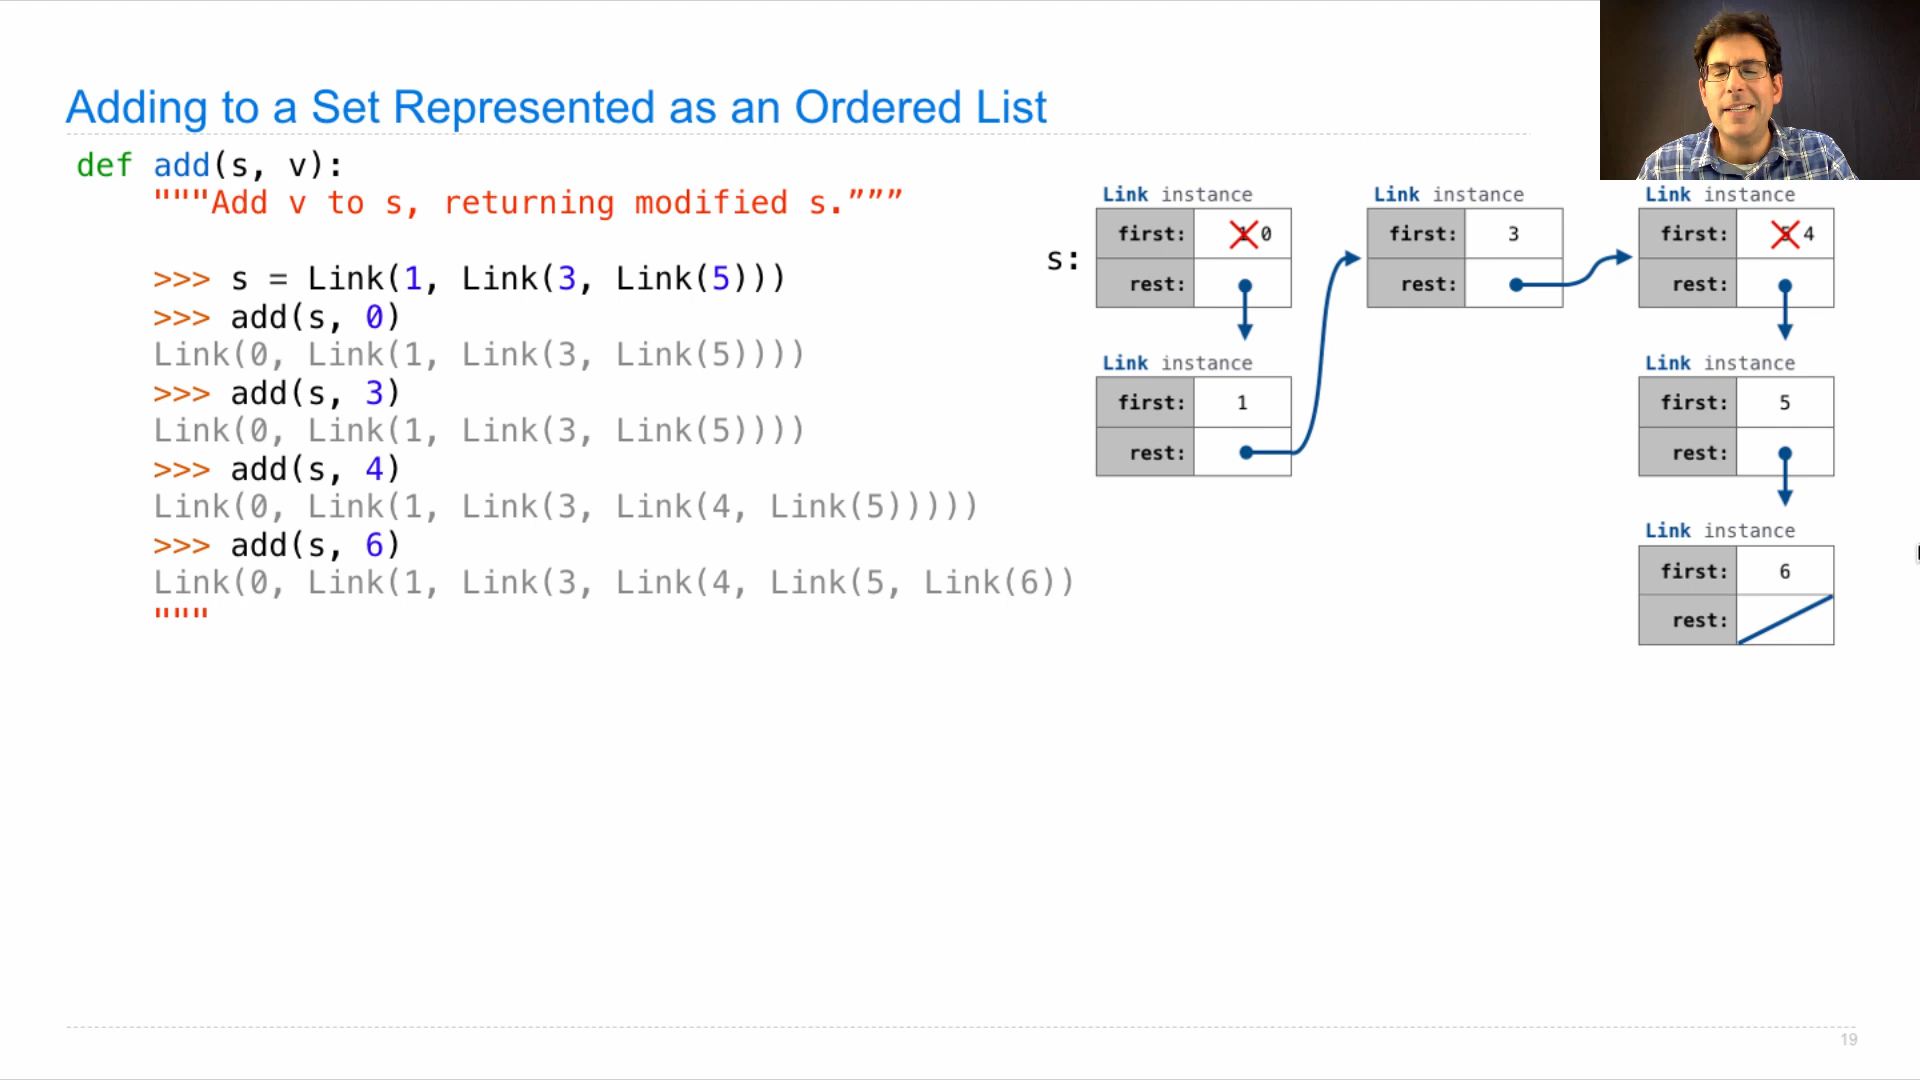 Adding to a Set Represented as an Ordered List
def add(s, v):
"""Add v to s, returning modified s.”””
>>> s = Link(1, Link(3, Link(5)))
>>> add(s, 0)
Link(0, Link(1, Link(3, Link(5))))
>>> add(s, 3)
Link(0, Link(1, Link(3, Link(5))))
>>> add(s, 4)
Link(0, Link(1, Link(3, Link(4, Link(5)))))
>>> add(s, 6)
Link(0, Link(1, Link(3, Link(4, Link(5, Link(6))
"""
s:
Link instance
first: 1 0
rest:
Link instance
first: 1
rest:
Link instance
first: 3
rest:
Link instance
first: 5 4
rest:
Link instance
first: 5
rest:
Link instance
first: 6
rest:
19